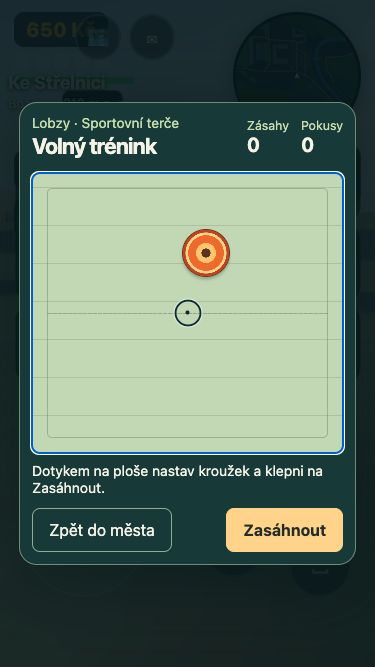 650 Kč
Ke Střelnici
Lobzy · Sportovní terče
Volný trénink
Zásahy
0
Pokusy
0
Dotykem na ploše nastav kroužek a klepni na
Zasáhnout.
Zpět do města
Zasáhnout